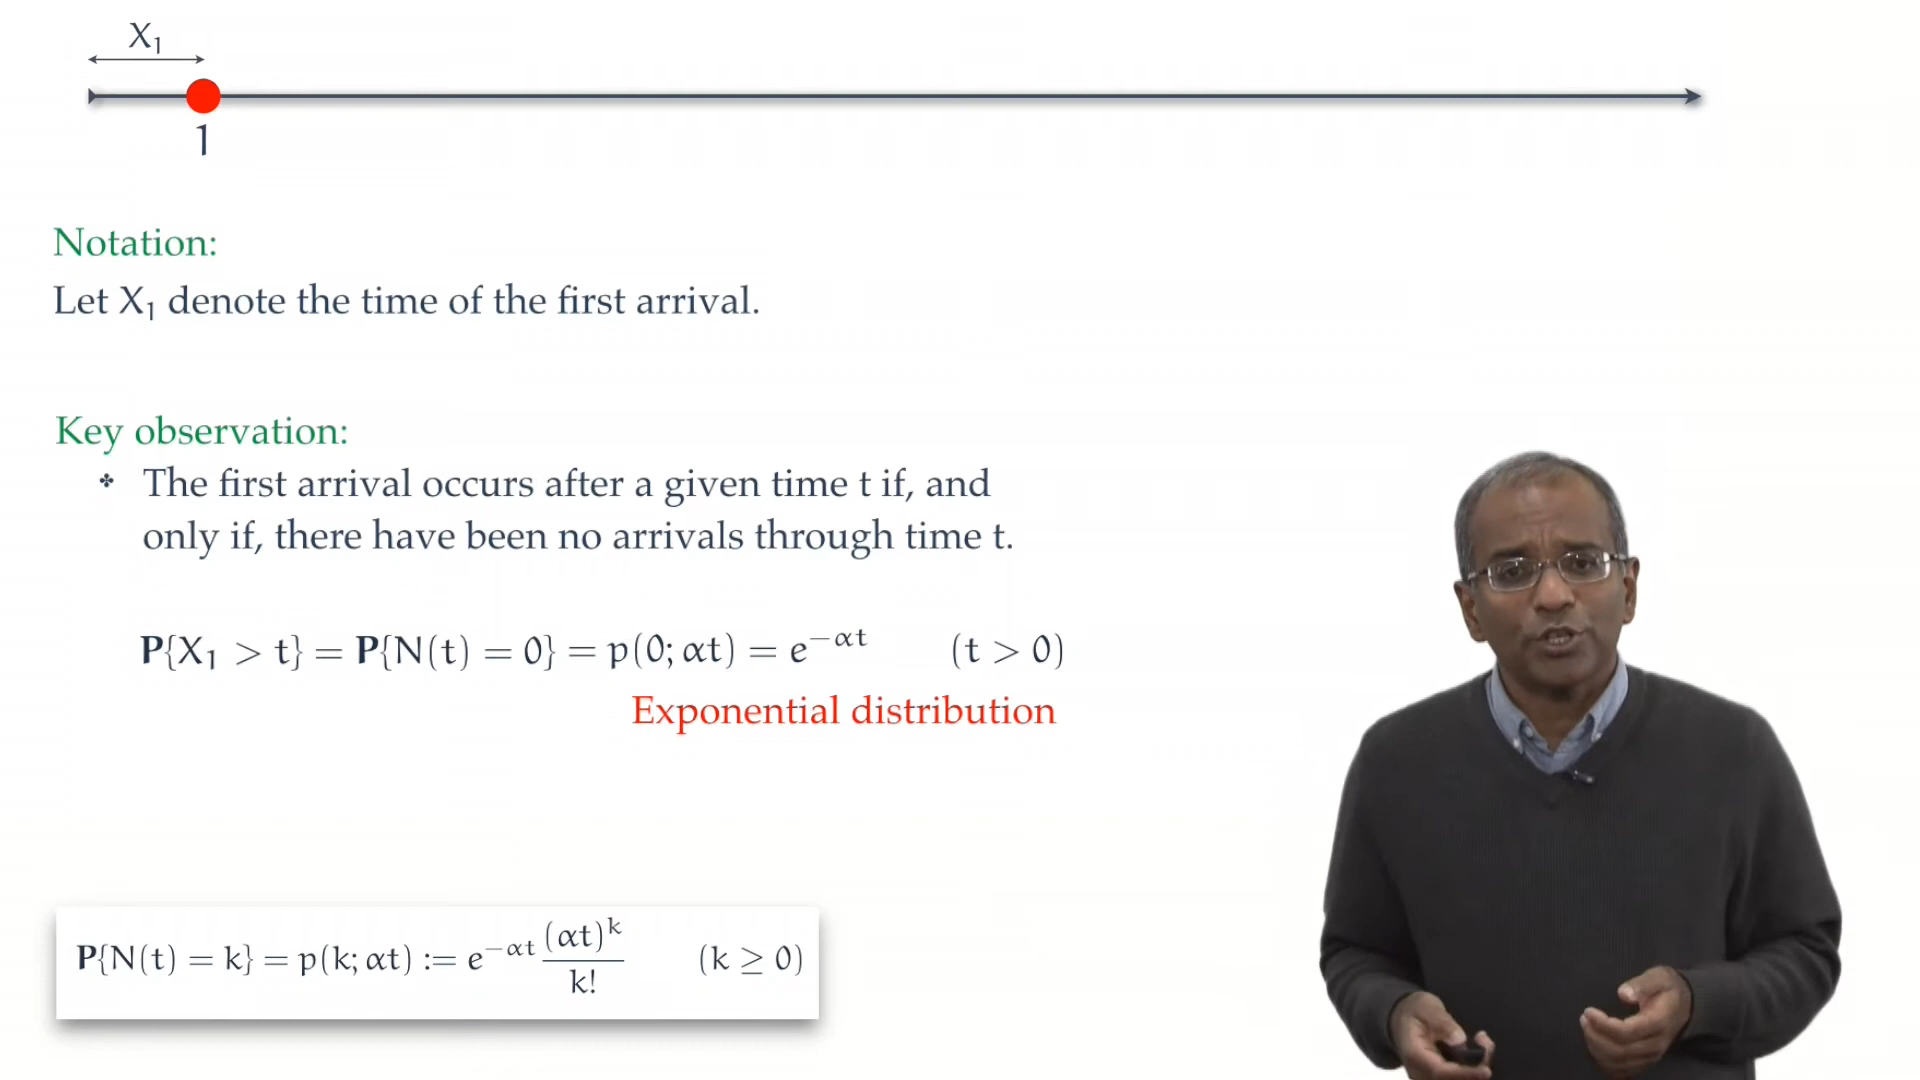 X₁
1
Notation:
Let X₁ denote the time of the first arrival.
Key observation:
The first arrival occurs after a given time t if, and
only if, there have been no arrivals through time t.
P{X₁ > t} = P{N(t) = 0} = p(0; αt) = e^{−αt} (t > 0)
Exponential distribution
P{N(t) = k} = p(k; αt) := e^{−αt} (αt)^k / k! (k ≥ 0)